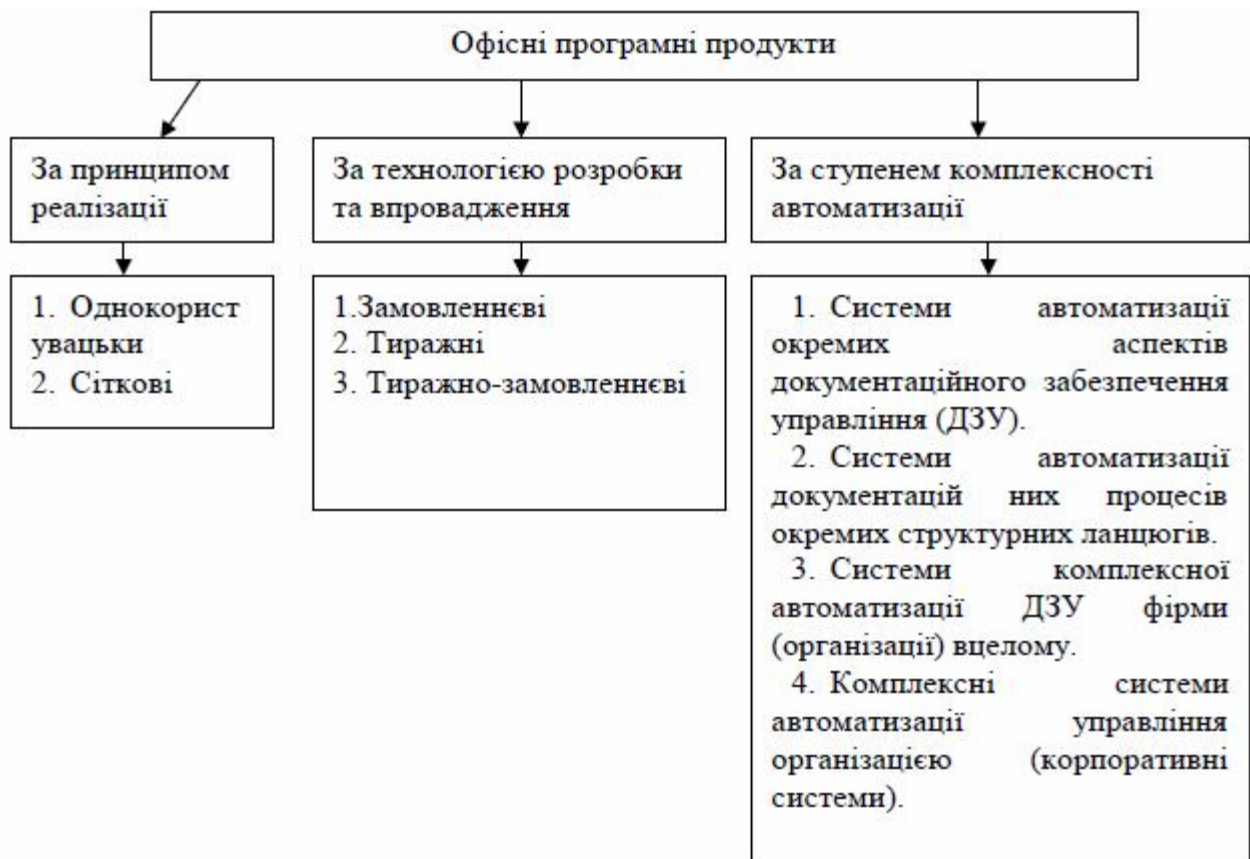 Офісні програмні продукти
За принципом
реалізації
За технологією розробки
та впровадження
За ступенем комплексності
автоматизації
1. Однокорист
увацьки
2. Сіткові
1.Замовленнєві
2. Тиражні
3. Тиражно-замовленнєві
1. Системи автоматизації
окремих аспектів
документаційного забезпечення
управління (ДЗУ).
2. Системи автоматизації
документацій них процесів
окремих структурних ланцюгів.
3. Системи комплексної
автоматизації ДЗУ фірми
(організації) вцелому.
4. Комплексні системи
автоматизації управління
організацією (корпоративні
системи).